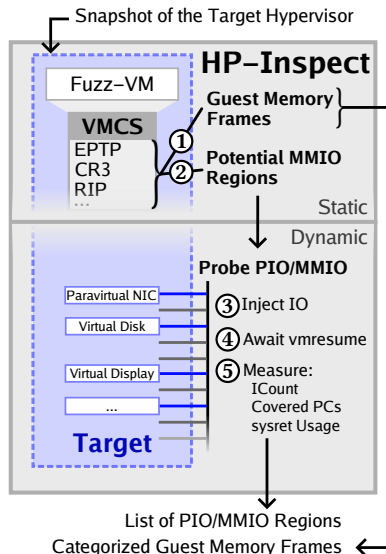 Snapshot of the Target Hypervisor
HP–Inspect
Fuzz–VM
VMCS
EPTP
CR3
RIP
...
① Guest Memory
Frames
② Potential MMIO
Regions
Static
Dynamic
Probe PIO/MMIO
Paravirtual NIC
③ Inject IO
Virtual Disk
④ Await vmresume
Virtual Display
⑤ Measure:
ICount
Covered PCs
sysret Usage
...
Target
List of PIO/MMIO Regions
Categorized Guest Memory Frames